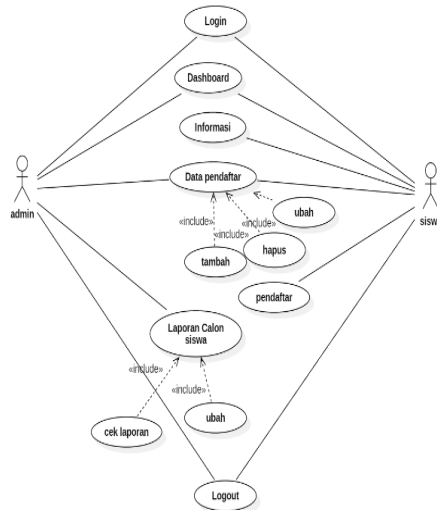 Login
Dashboard
Informasi
Data pendaftar
admin
sisw
«include»
«include»
«include»
ubah
tambah
hapus
pendaftar
Laporan Calon
siswa
«include»
«include»
cek laporan
ubah
Logout